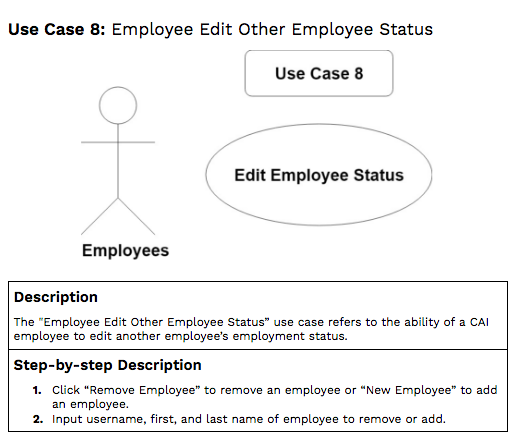 Use Case 8: Employee Edit Other Employee Status
Use Case 8
Edit Employee Status
Employees
Description
The "Employee Edit Other Employee Status” use case refers to the ability of a CAI
employee to edit another employee’s employment status.
Step-by-step Description
1. Click “Remove Employee” to remove an employee or “New Employee” to add
an employee.
2. Input username, first, and last name of employee to remove or add.